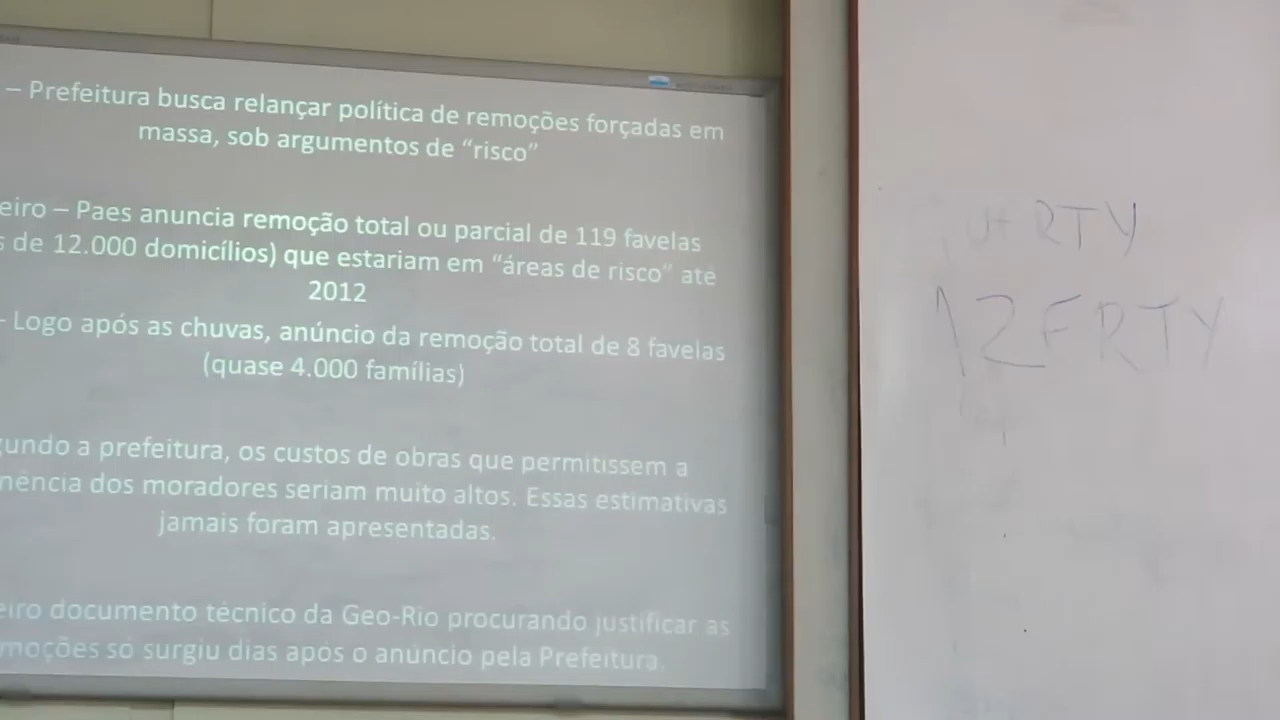 – Prefeitura busca relançar política de remoções forçadas em
massa, sob argumentos de “risco”
eiro – Paes anuncia remoção total ou parcial de 119 favelas
s de 12.000 domicílios) que estariam em “áreas de risco” até
2012
- Logo após as chuvas, anúncio da remoção total de 8 favelas
(quase 4.000 famílias)
gundo a prefeitura, os custos de obras que permitissem a
nência dos moradores seriam muito altos. Essas estimativas
jamais foram apresentadas.
eiro documento técnico da Geo-Rio procurando justificar as
moções só surgiu dias após o anúncio pela Prefeitura.
RTY
ERTY